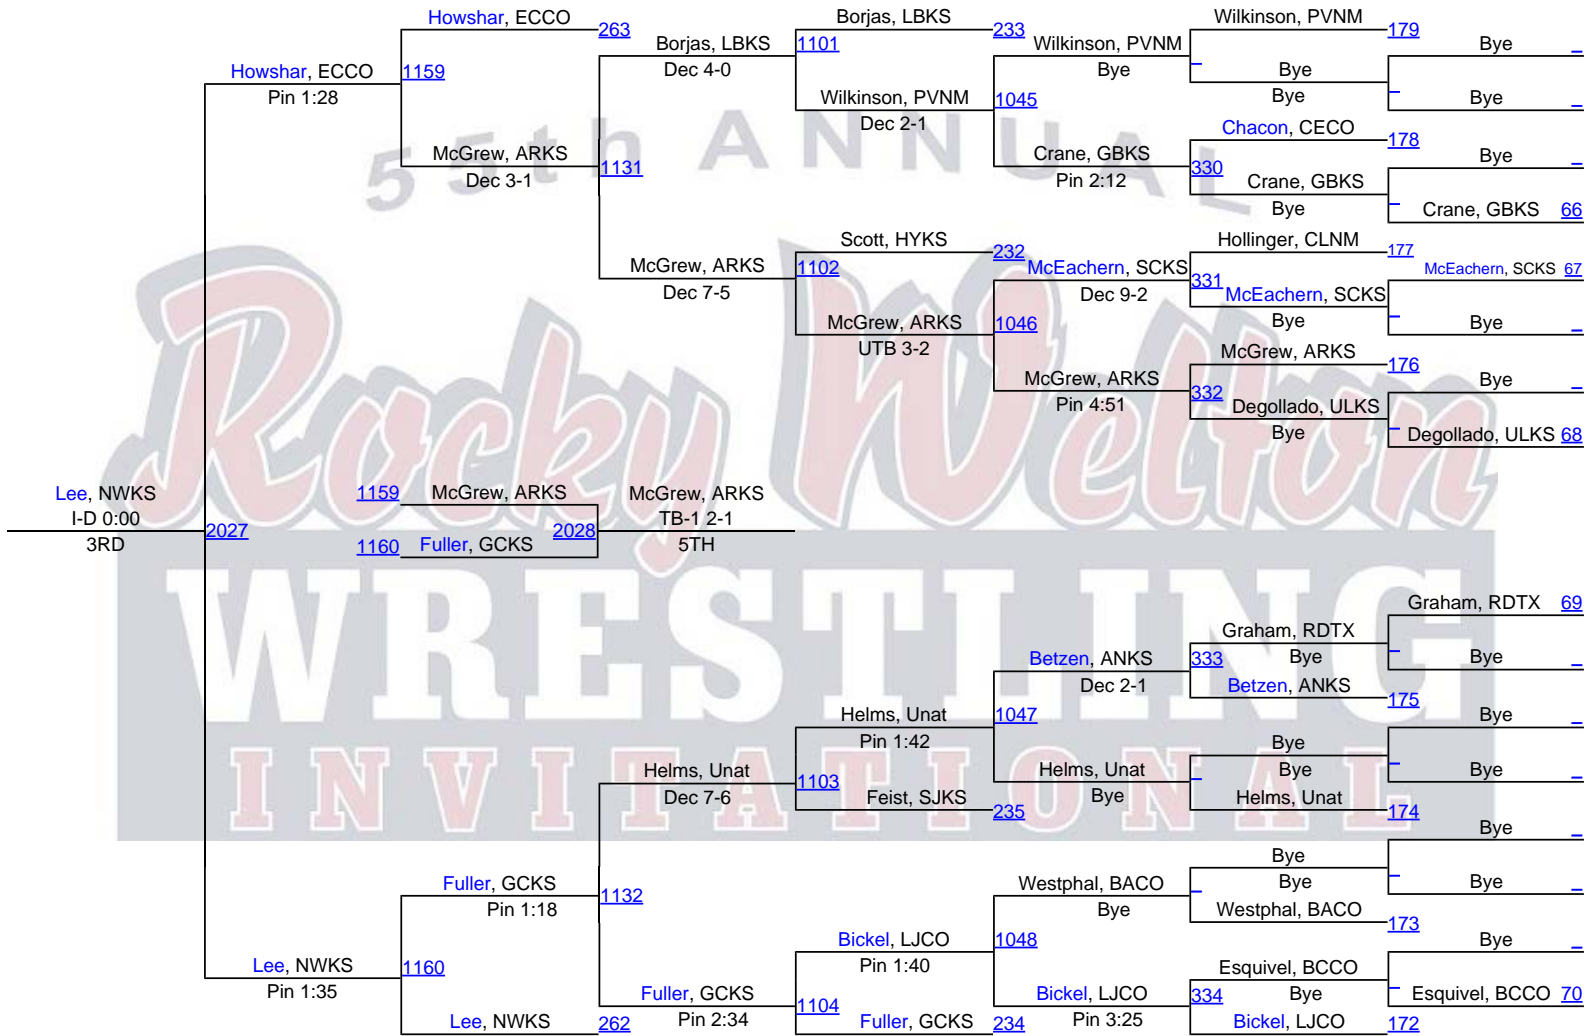 Howshar, ECCO
263
Borjas, LBKS
233
Wilkinson, PVNM
179
Borjas, LBKS
Dec 4-0
1101
Wilkinson, PVNM
Bye
Bye
Howshar, ECCO
Pin 1:28
1159
Bye
Bye
Bye
Wilkinson, PVNM
Dec 2-1
1045
55th ANNUAL
Chacon, CECO
178
McGrew, ARKS
Dec 3-1
1131
Crane, GBKS
Pin 2:12
330
Bye
Crane, GBKS
Bye
Crane, GBKS 66
Scott, HYKS
232
Hollinger, CLNM
177
McGrew, ARKS
Dec 7-5
1102
McEachern, SCKS
Dec 9-2
331
McEachern, SCKS 67
McEachern, SCKS
Bye
Bye
McGrew, ARKS
UTB 3-2
1046
McGrew, ARKS
176
McGrew, ARKS
Pin 4:51
332
Bye
Degollado, ULKS
Bye
Degollado, ULKS 68
Rocky Welton
Lee, NWKS
I-D 0:00
3RD
2027
1159 McGrew, ARKS
1160 Fuller, GCKS
2028
McGrew, ARKS
TB-1 2-1
5TH
WRESTLING
INVITATIONAL
Graham, RDTX 69
Graham, RDTX
Bye
Bye
Betzen, ANKS
Dec 2-1
333
Betzen, ANKS
175
Helms, Unat
Pin 1:42
1047
Bye
Bye
Bye
Bye
Helms, Unat
Dec 7-6
1103
Helms, Unat
Bye
Helms, Unat
174
Feist, SJKS
235
Bye
Bye
Bye
Bye
Fuller, GCKS
Pin 1:18
1132
Westphal, BACO
Bye
Westphal, BACO
173
Bickel, LJCO
Pin 1:40
1048
Bye
Lee, NWKS
Pin 1:35
1160
Esquivel, BCCO
Bye
Esquivel, BCCO 70
Fuller, GCKS
Pin 2:34
1104
Bickel, LJCO
Pin 3:25
334
Lee, NWKS
262
Fuller, GCKS
234
Bickel, LJCO
172